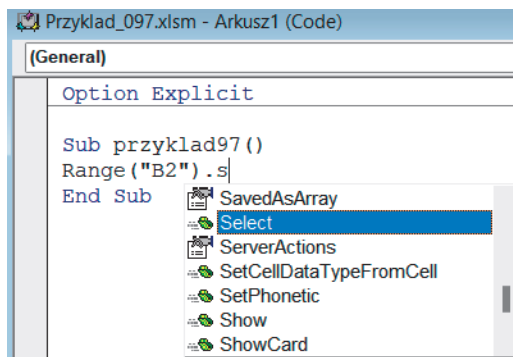 Przyklad_097.xlsm - Arkusz1 (Code)
(General)
Option Explicit
Sub przyklad97()
Range("B2").s
End Sub
SavedAsArray
Select
ServerActions
SetCellDataTypeFromCell
SetPhonetic
Show
ShowCard